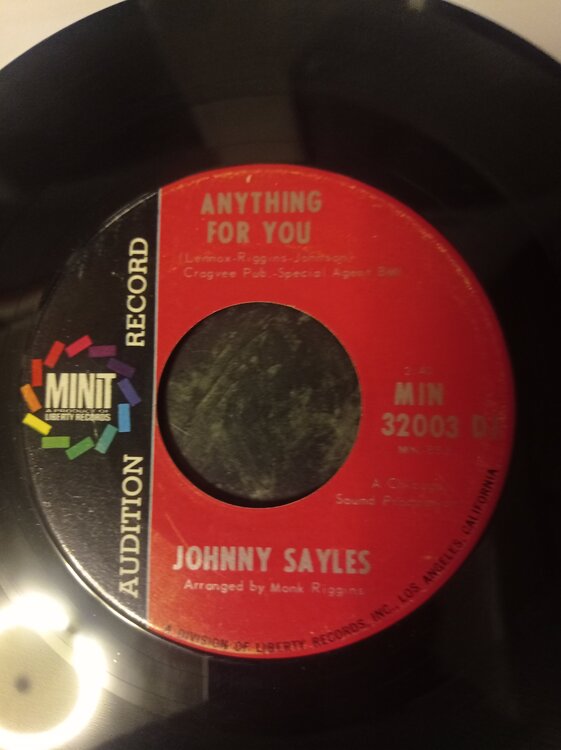 ANYTHING
FOR YOU
(Lennox-Riggins-Johnson)
Cragvee Pub.-Special Agent
AUDITION RECORD
MINIT
A PRODUCT OF
LIBERTY RECORDS
MIN
32003
A
Sound
JOHNNY SAYLES
Arranged by Monk Riggins
A DIVISION OF LIBERTY RECORDS, INC., LOS ANGELES, CALIFORNIA